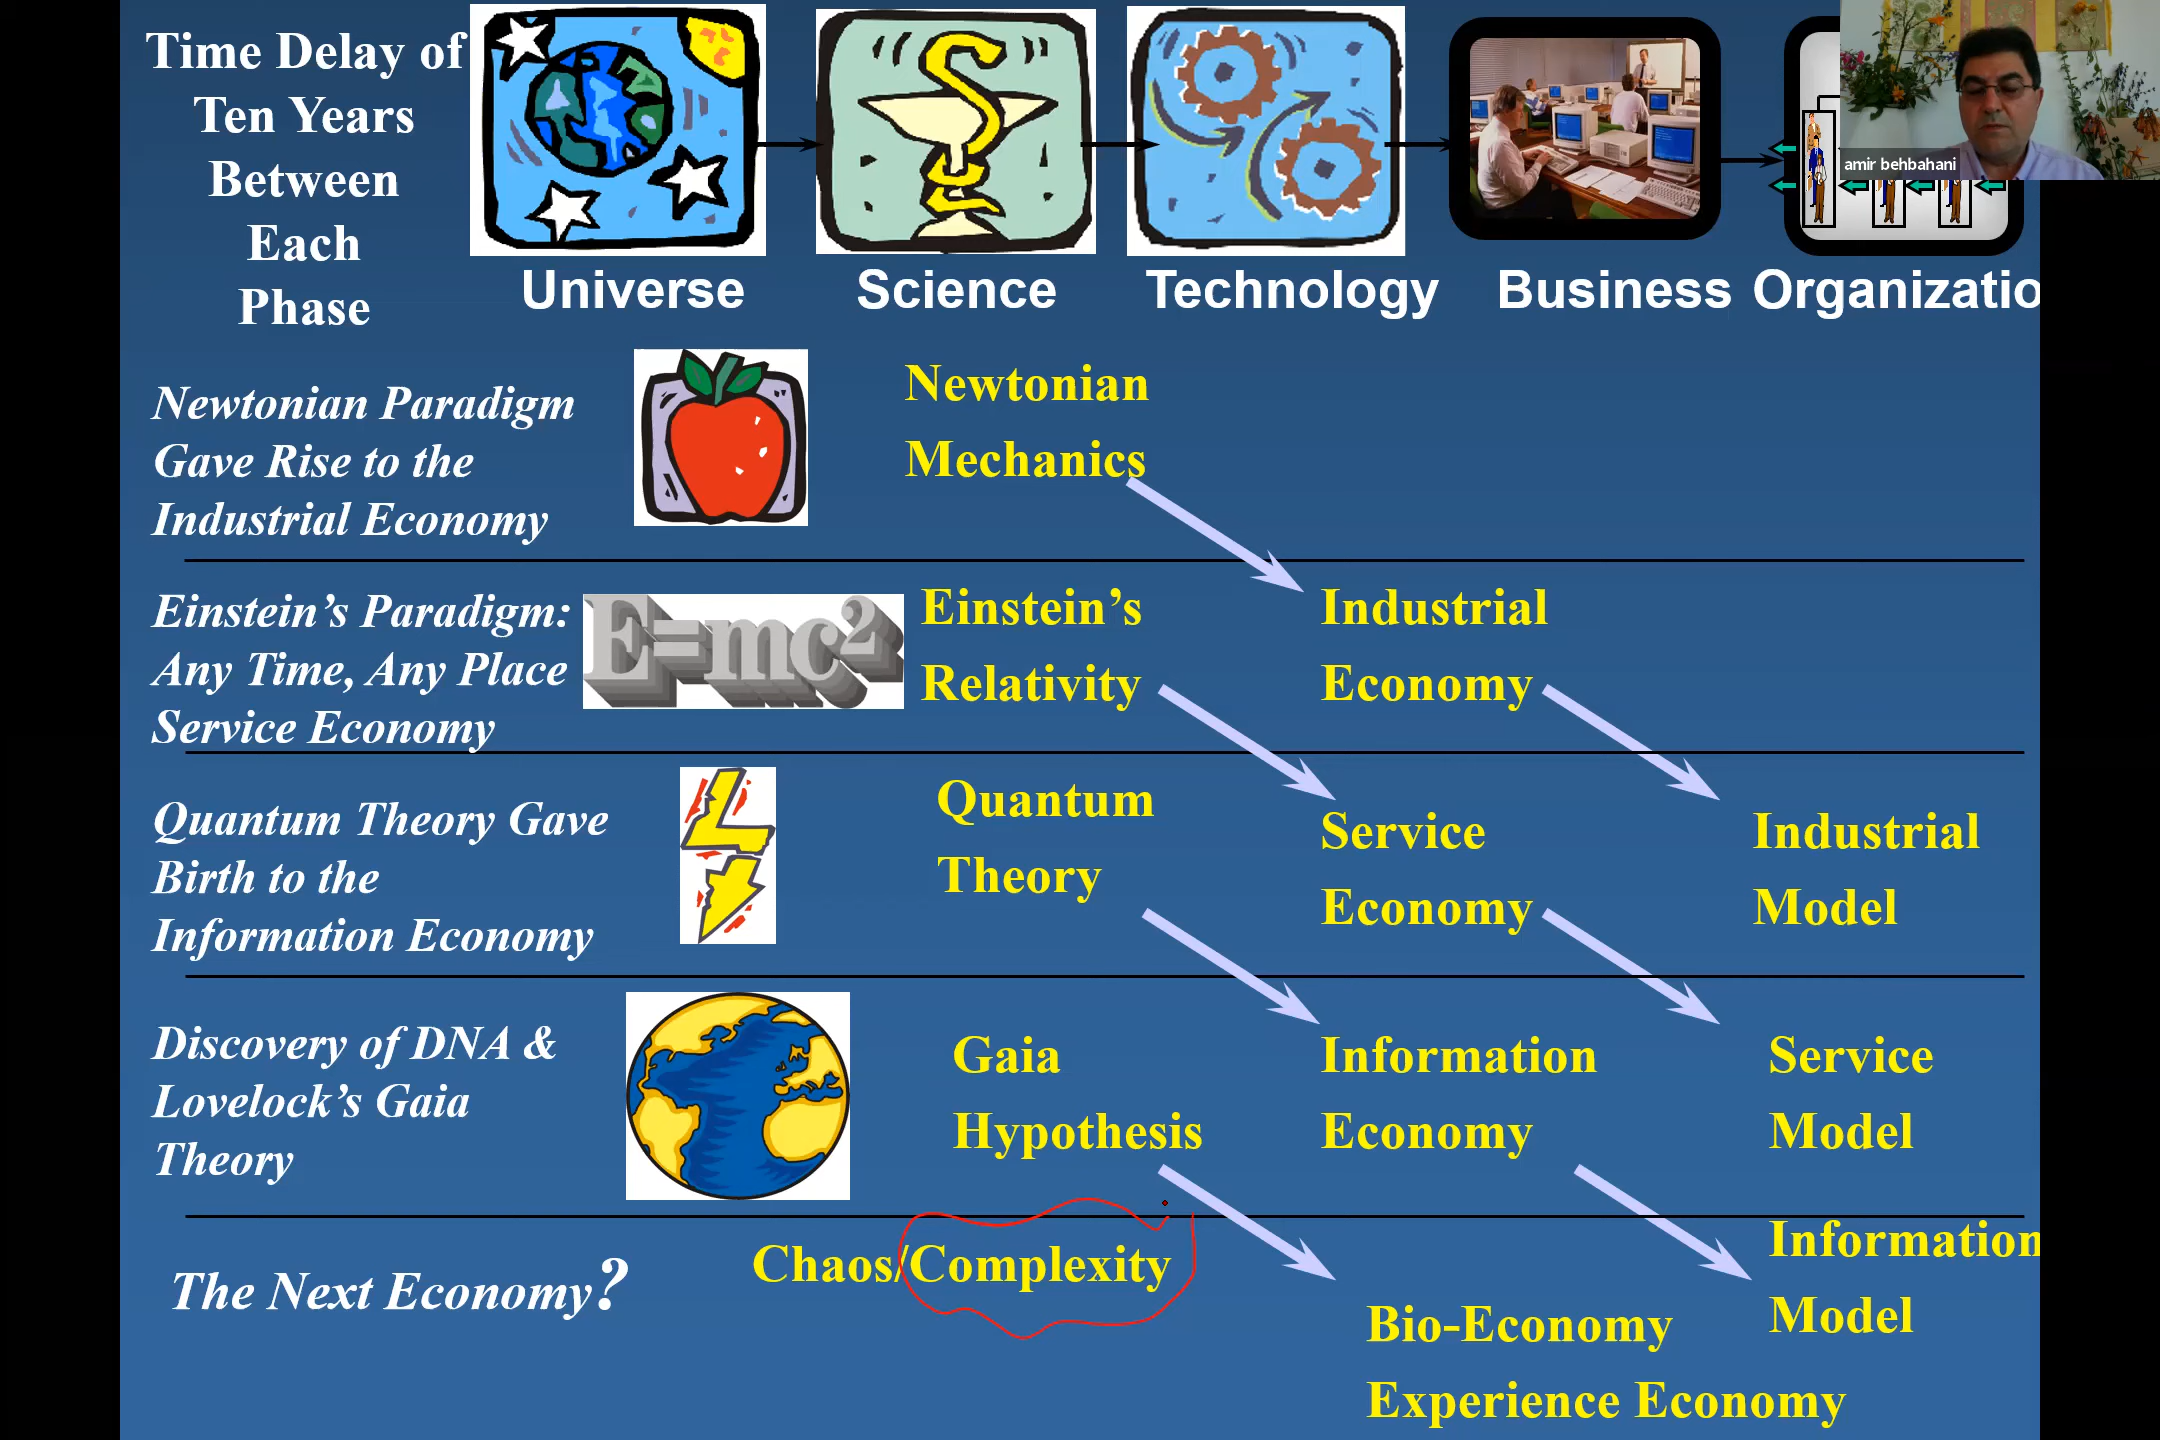 Time Delay of
Ten Years
Between
Each
Phase
amir behbahani
Universe
Science
Technology
Business
Organizatio
Newtonian Paradigm
Gave Rise to the
Industrial Economy
Newtonian
Mechanics
Einstein's Paradigm:
Any Time, Any Place
Service Economy
E=mc²
Einstein's
Relativity
Industrial
Economy
Quantum Theory Gave
Birth to the
Information Economy
Quantum
Theory
Service
Economy
Industrial
Model
Discovery of DNA &
Lovelock's Gaia
Theory
Gaia
Hypothesis
Information
Economy
Service
Model
The Next Economy?
Chaos/Complexity
Bio-Economy
Experience Economy
Information
Model